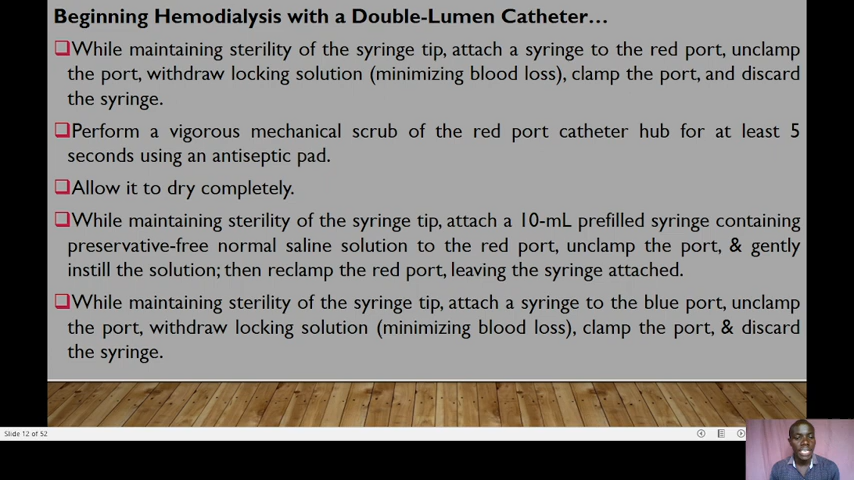 Beginning Hemodialysis with a Double-Lumen Catheter…
While maintaining sterility of the syringe tip, attach a syringe to the red port, unclamp
the port, withdraw locking solution (minimizing blood loss), clamp the port, and discard
the syringe.
Perform a vigorous mechanical scrub of the red port catheter hub for at least 5
seconds using an antiseptic pad.
Allow it to dry completely.
While maintaining sterility of the syringe tip, attach a 10-mL prefilled syringe containing
preservative-free normal saline solution to the red port, unclamp the port, & gently
instill the solution; then reclamp the red port, leaving the syringe attached.
While maintaining sterility of the syringe tip, attach a syringe to the blue port, unclamp
the port, withdraw locking solution (minimizing blood loss), clamp the port, & discard
the syringe.
Slide 12 of 52